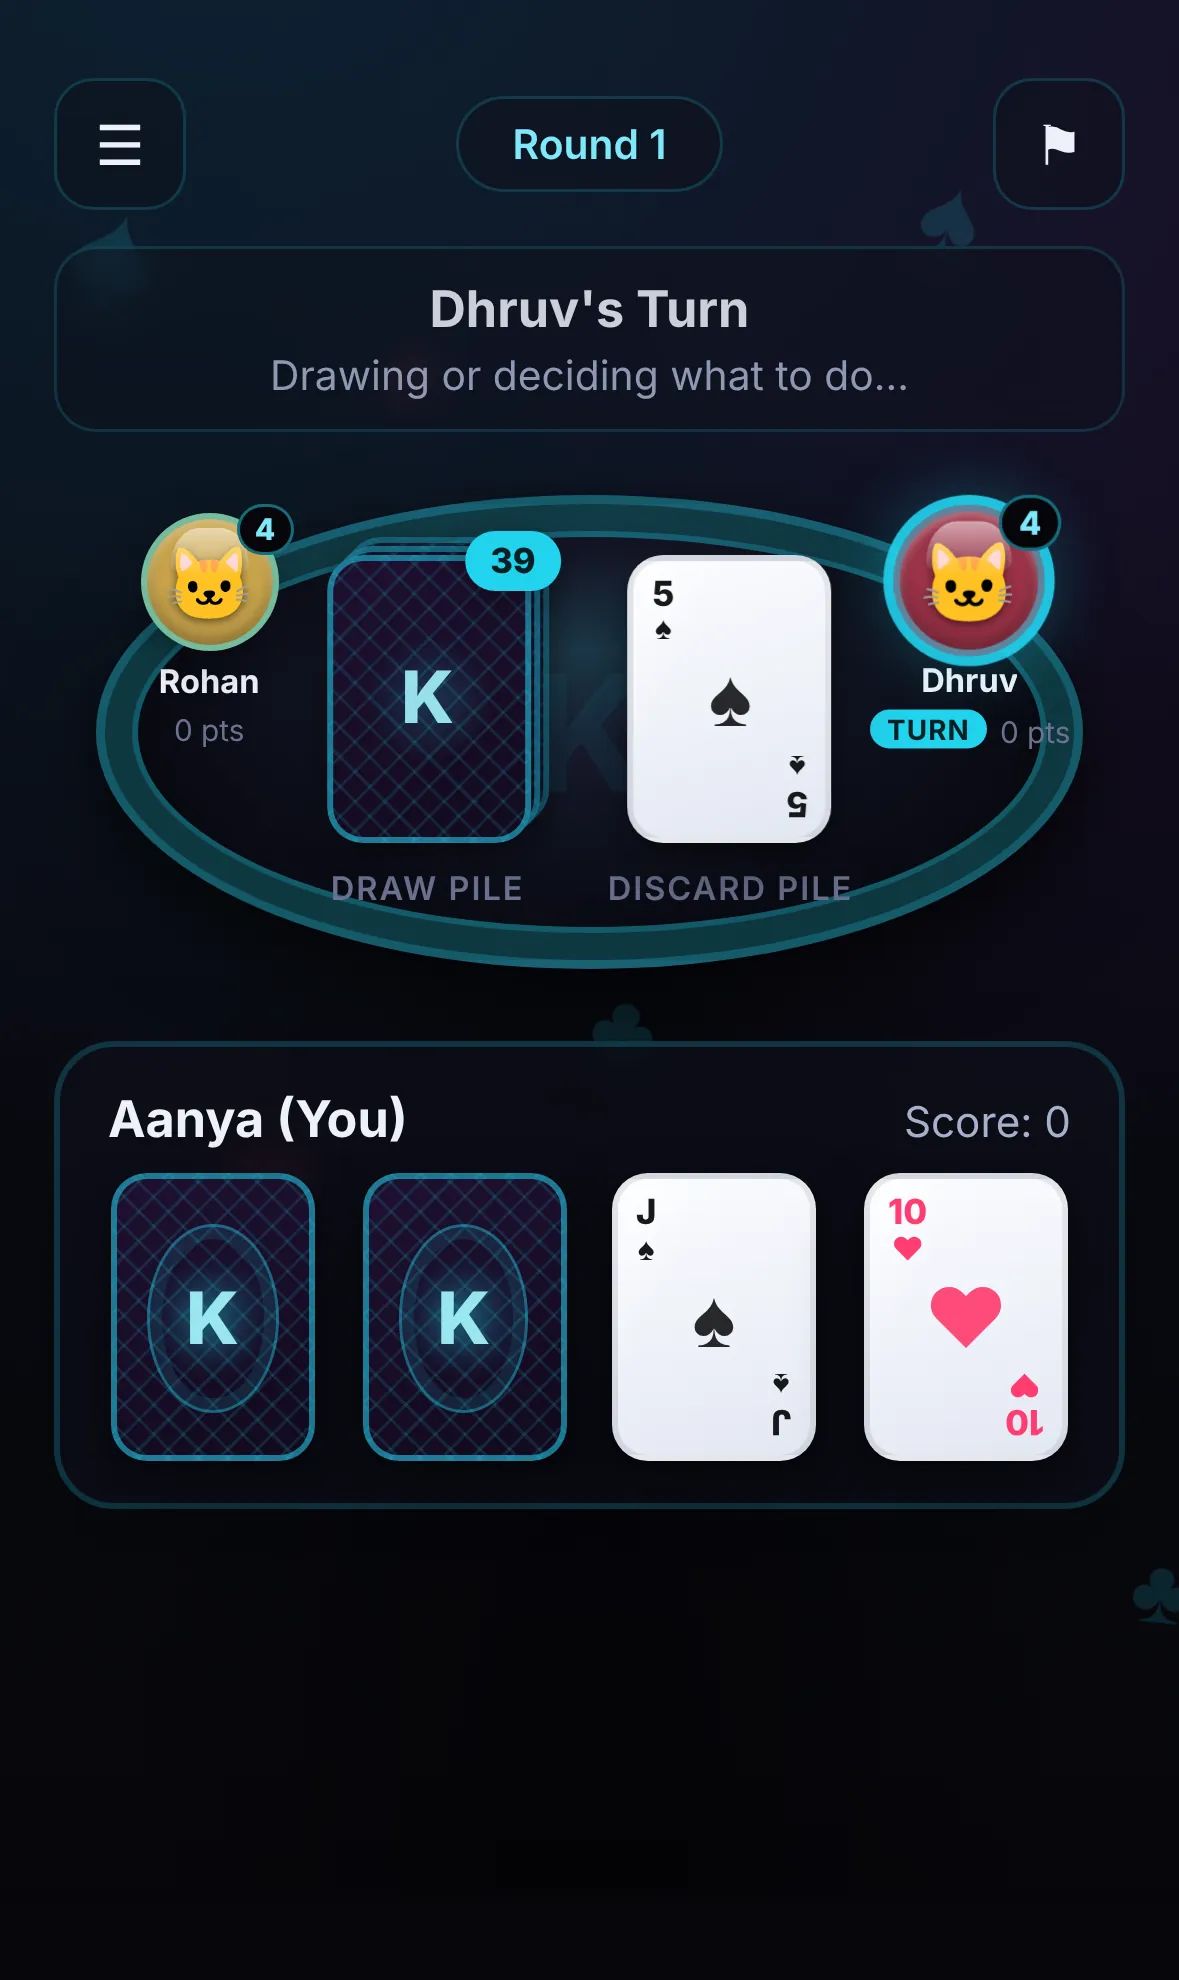 ☰
Round 1
⚑
Dhruv's Turn
Drawing or deciding what to do...
4
Rohan
0 pts
39
K
DRAW PILE
K
5
♠
♠
♠
5
DISCARD PILE
4
Dhruv
TURN 0 pts
Aanya (You)
Score: 0
K
K
J
♠
♠
♠
J
10
♥
♥
♥
10